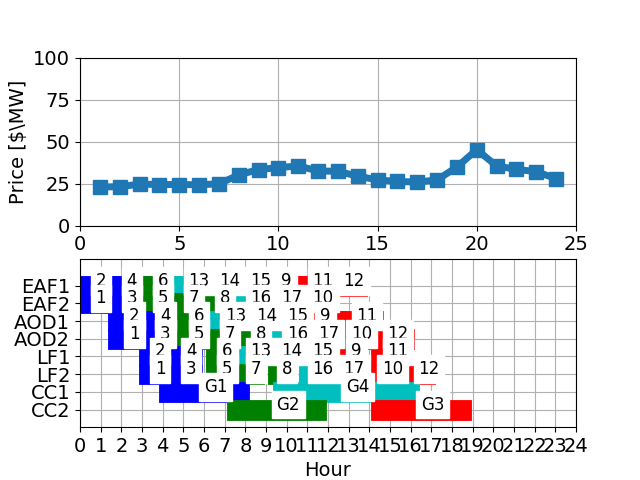 100
75
50
25
0
Price [$\MW]
0 5 10 15 20 25
EAF1 2 4 6 13 14 15 9 11 12
EAF2 1 3 5 7 8 16 17 10
AOD1 2 4 6 13 14 15 9 11
AOD2 1 3 5 7 8 16 17 10 12
LF1 2 4 6 13 14 15 9 11
LF2 1 3 5 7 8 16 17 10 12
CC1 G1 G4
CC2 G2 G3
0 1 2 3 4 5 6 7 8 9 10 11 12 13 14 15 16 17 18 19 20 21 22 23 24
Hour